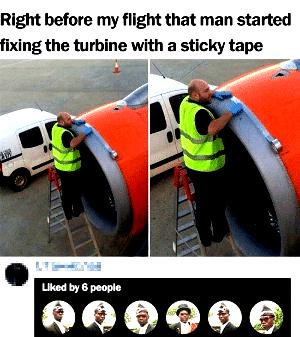 Right before my flight that man started
fixing the turbine with a sticky tape
Liked by 6 people